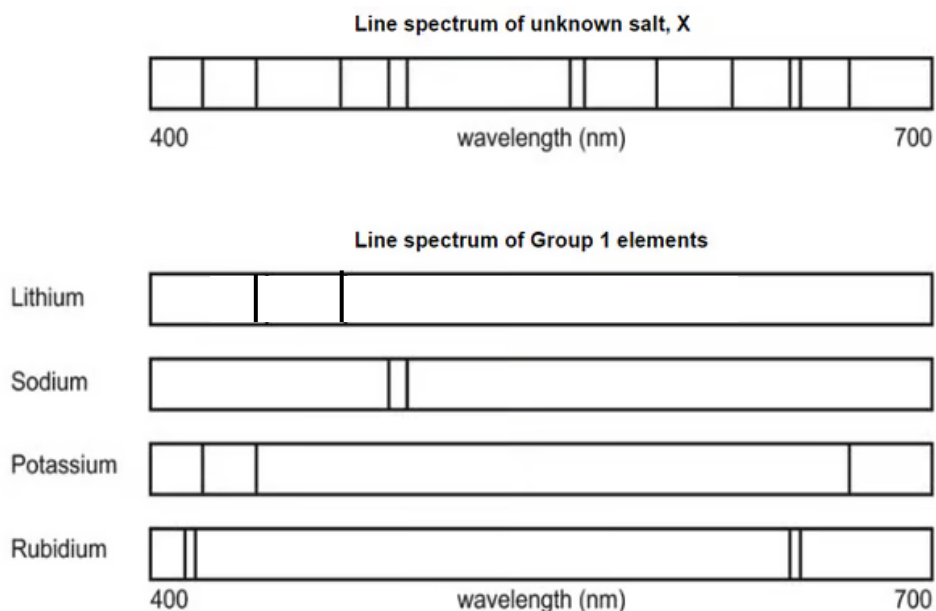 Line spectrum of unknown salt, X
400 wavelength (nm) 700
Line spectrum of Group 1 elements
Lithium
Sodium
Potassium
Rubidium
400 wavelength (nm) 700